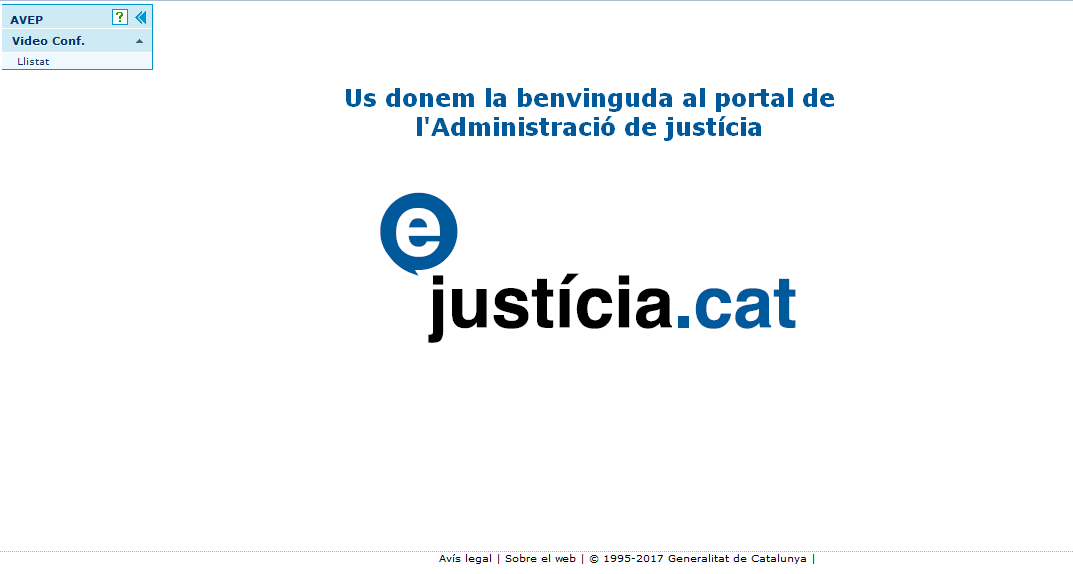 AVEP ?
Video Conf.
Llistat
Us donem la benvinguda al portal de
l'Administració de justícia
e
justícia.cat
Avís legal | Sobre el web | © 1995-2017 Generalitat de Catalunya |